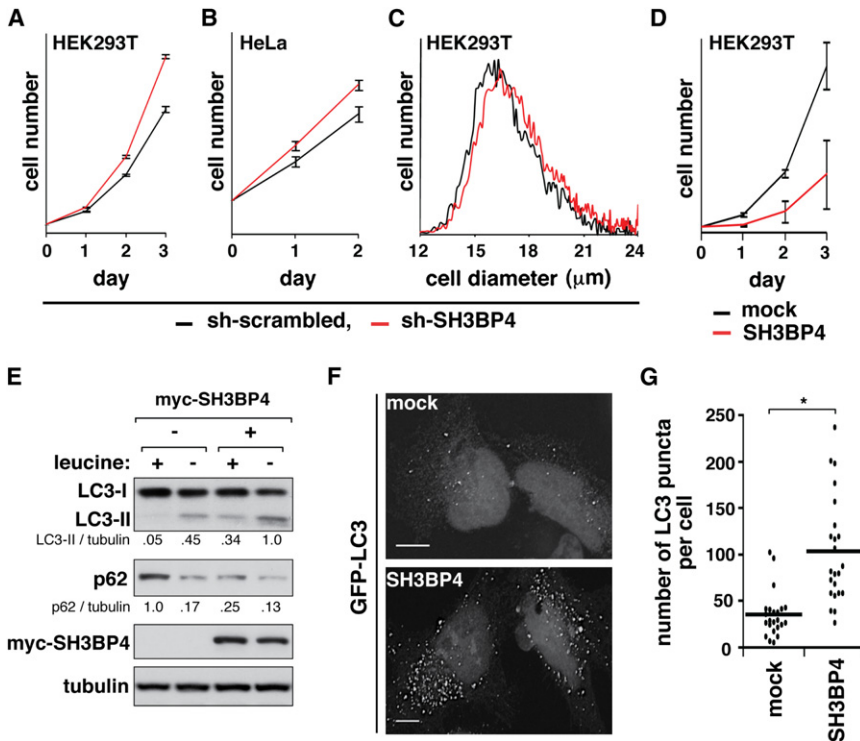 A
HEK293T
cell number
0 1 2 3
day
B
HeLa
cell number
0 1 2
day
C
HEK293T
cell number
12 15 18 21 24
cell diameter (μm)
D
HEK293T
cell number
0 1 2 3
day
sh-scrambled, sh-SH3BP4
mock
SH3BP4
E
myc-SH3BP4
- +
leucine: + - + -
LC3-I
LC3-II
LC3-II / tubulin .05 .45 .34 1.0
p62
p62 / tubulin 1.0 .17 .25 .13
myc-SH3BP4
tubulin
F
GFP-LC3
mock
SH3BP4
G
*
number of LC3 puncta
per cell
250
200
150
100
50
0
mock
SH3BP4